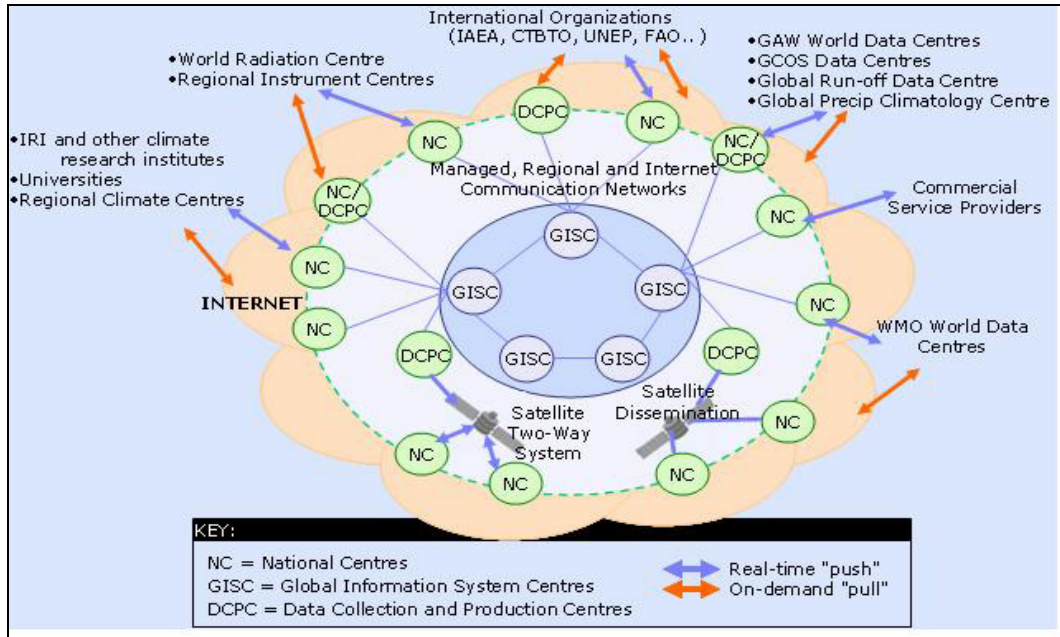 International Organizations
(IAEA, CTBTO, UNEP, FAO.. )
•World Radiation Centre
•Regional Instrument Centres
•GAW World Data Centres
•GCOS Data Centres
•Global Run-off Data Centre
•Global Precip Climatology Centre
•IRI and other climate
research institutes
•Universities
•Regional Climate Centres
DCPC
NC
NC
NC/
DCPC
Managed, Regional and Internet
Communication Networks
NC/
DCPC
NC
Commercial
Service Providers
GISC
NC
GISC
GISC
INTERNET
NC
NC
WMO World Data
Centres
GISC
GISC
DCPC
DCPC
Satellite
Two-Way
System
Satellite
Dissemination
NC
NC
NC
NC
KEY:
NC = National Centres
GISC = Global Information System Centres
DCPC = Data Collection and Production Centres
Real-time "push"
On-demand "pull"